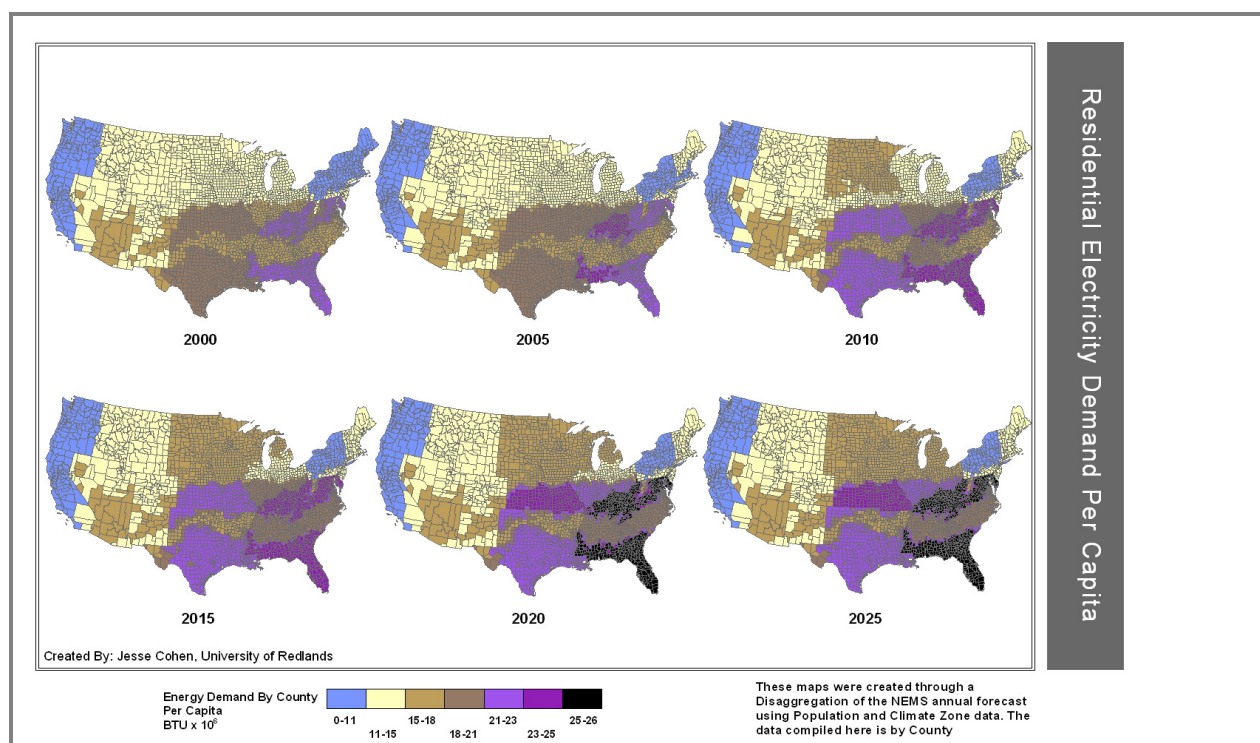 Residential Electricity Demand Per Capita
2000
2005
2010
2015
2020
2025
Created By: Jesse Cohen, University of Redlands
Energy Demand By County
Per Capita
BTU x 10⁶
0-11
11-15
15-18
18-21
21-23
23-25
25-26
These maps were created through a
Disaggregation of the NEMS annual forecast
using Population and Climate Zone data. The
data compiled here is by County